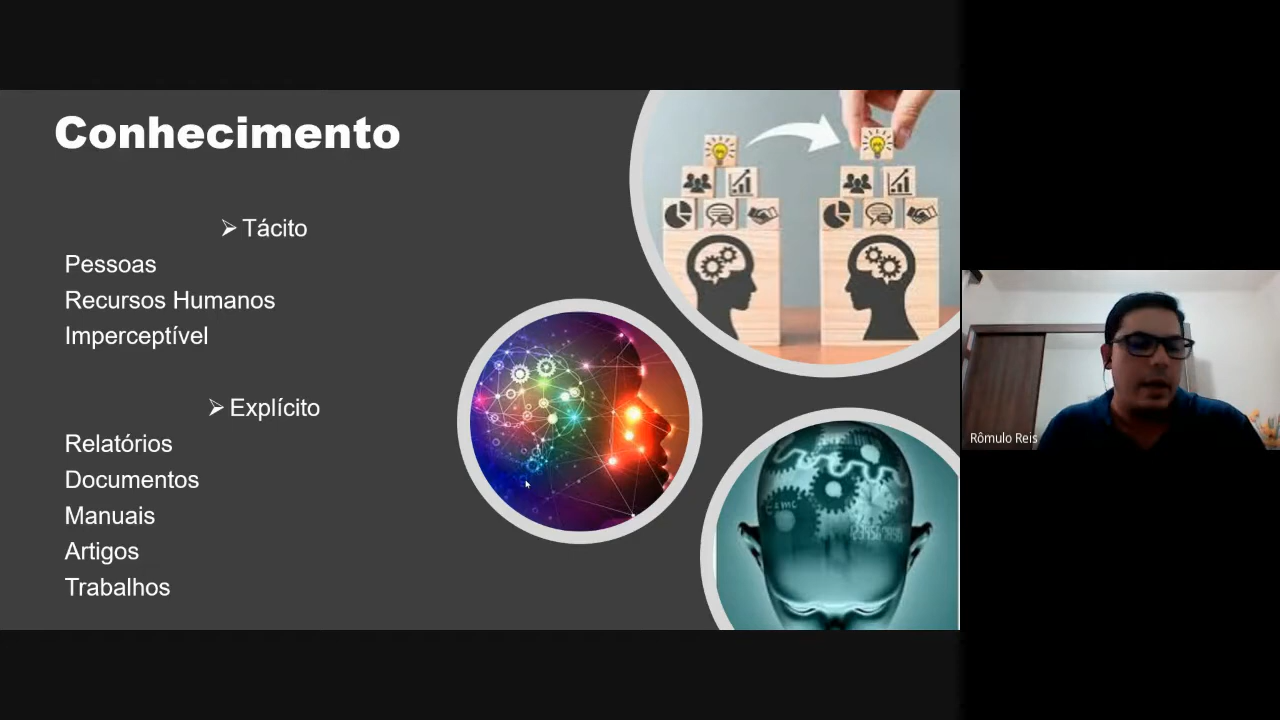 Conhecimento
➢ Tácito
Pessoas
Recursos Humanos
Imperceptível
➢ Explícito
Relatórios
Documentos
Manuais
Artigos
Trabalhos
Rômulo Reis